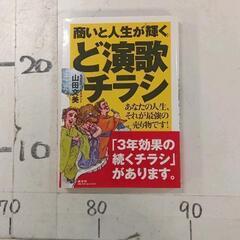 商いと人生が輝く
ど演歌
チラシ
山田文美
あなたの人生、
それが最強の
売り物です!
「3年効果の
続くチラシ」
があります。
20
10
70
80
90